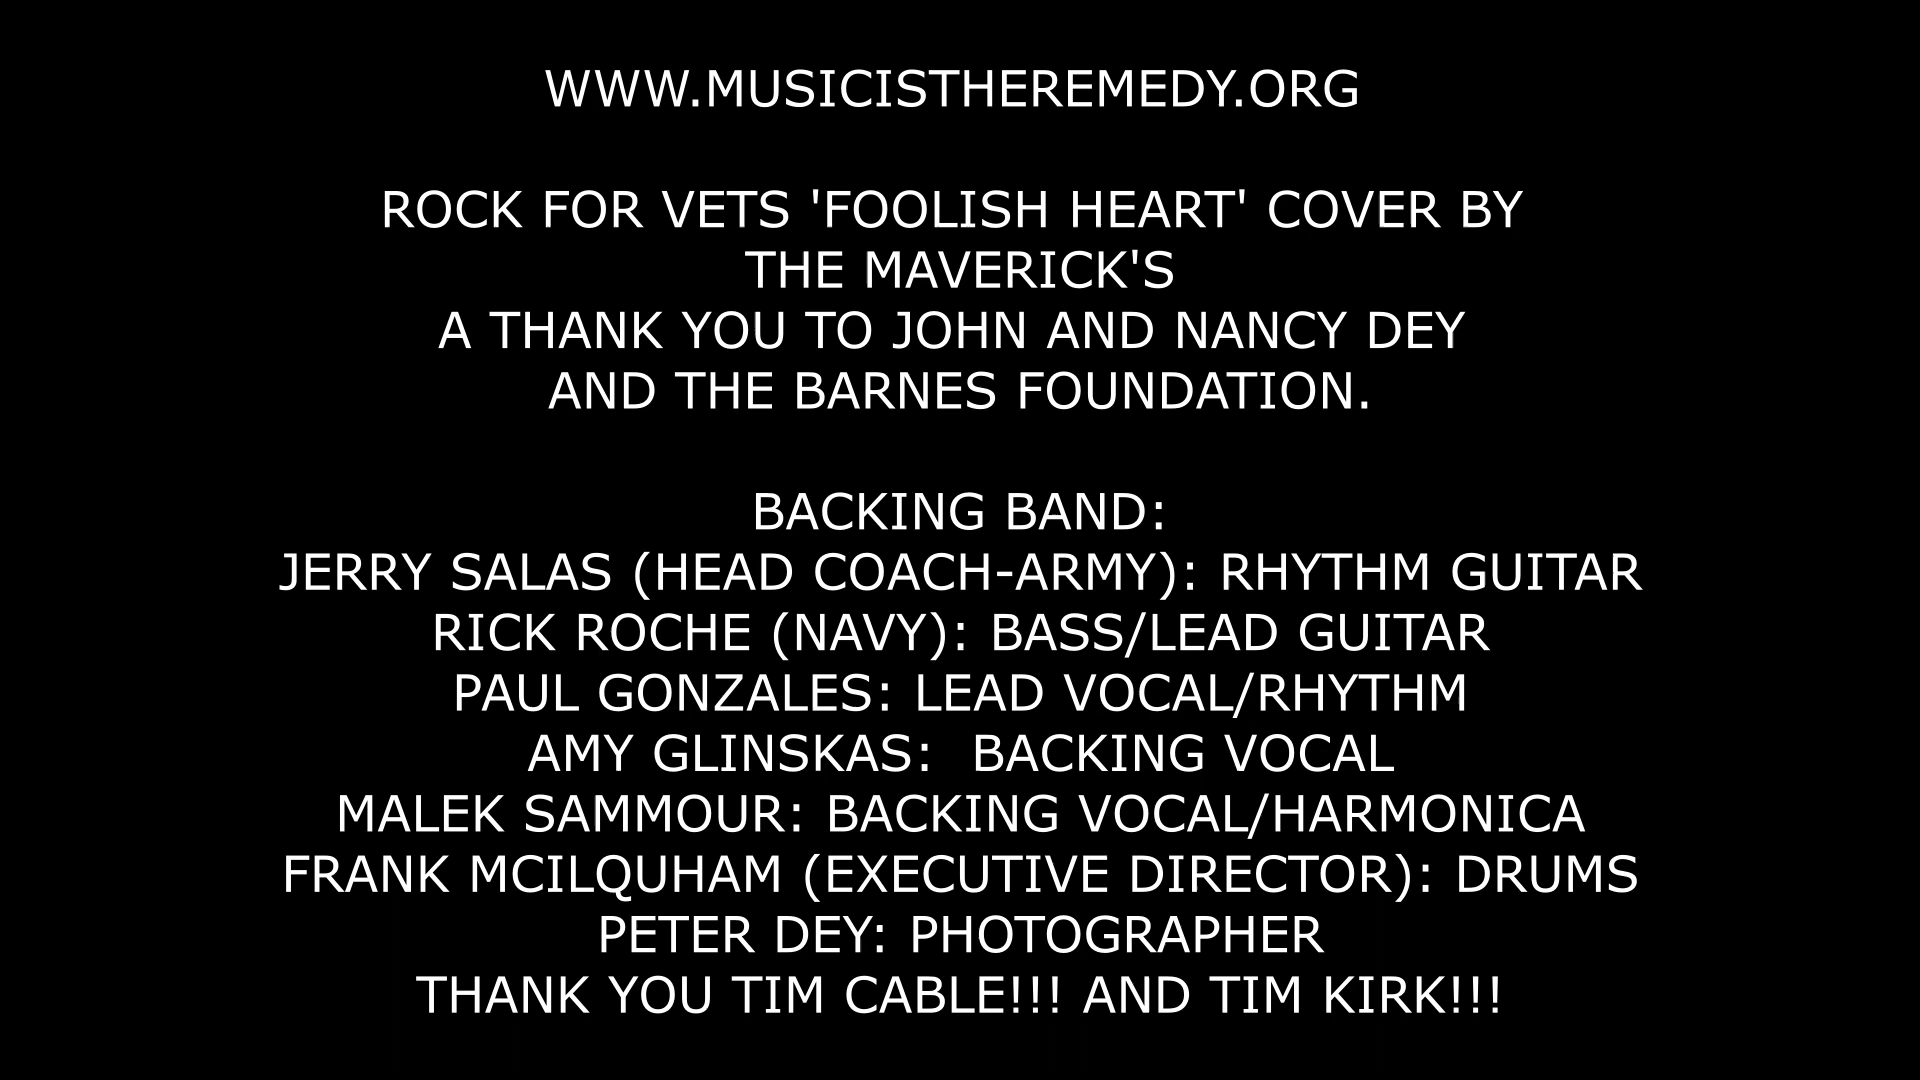 WWW.MUSICISTHEREMEDY.ORG
ROCK FOR VETS 'FOOLISH HEART' COVER BY
THE MAVERICK'S
A THANK YOU TO JOHN AND NANCY DEY
AND THE BARNES FOUNDATION.
BACKING BAND:
JERRY SALAS (HEAD COACH-ARMY): RHYTHM GUITAR
RICK ROCHE (NAVY): BASS/LEAD GUITAR
PAUL GONZALES: LEAD VOCAL/RHYTHM
AMY GLINSKAS:  BACKING VOCAL
MALEK SAMMOUR: BACKING VOCAL/HARMONICA
FRANK MCILQUHAM (EXECUTIVE DIRECTOR): DRUMS
PETER DEY: PHOTOGRAPHER
THANK YOU TIM CABLE!!! AND TIM KIRK!!!